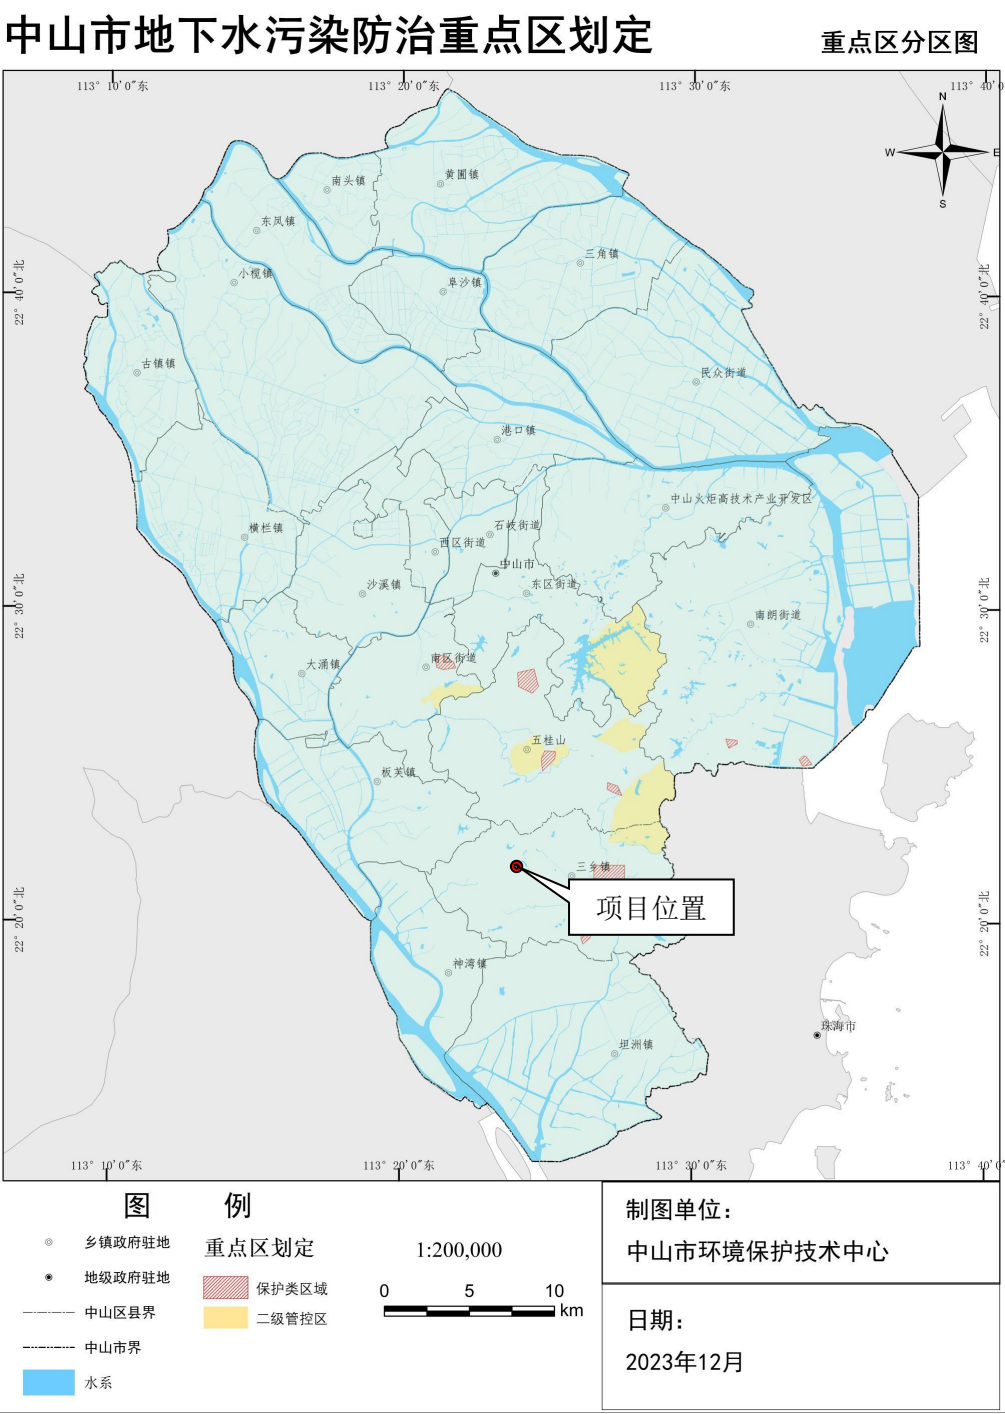 中山市地下水污染防治重点区划定
重点区分区图
113° 10'0"东
113° 20'0"东
113° 30'0"东
113° 40'0
N
W
E
S
南头镇
黄圃镇
东凤镇
三角镇
小榄镇
阜沙镇
22° 40'0"北
22° 40'0"北
古镇镇
民众街道
港口镇
中山火炬高技术产业开发区
横栏镇
石岐街道
西区街道
中山市
沙溪镇
东区街道
22° 30'0"北
22° 30'0"北
南朗街道
大涌镇
南区街道
五桂山
板芙镇
三乡镇
项目位置
22° 20'0"北
22° 20'0"北
神湾镇
坦洲镇
珠海市
113° 10'0"东
113° 20'0"东
113° 30'0"东
113° 40'0
图 例
乡镇政府驻地
地级政府驻地
中山区县界
中山市界
水系
重点区划定
保护类区域
二级管控区
1:200,000
0 5 10
km
制图单位：
中山市环境保护技术中心
日期：
2023年12月